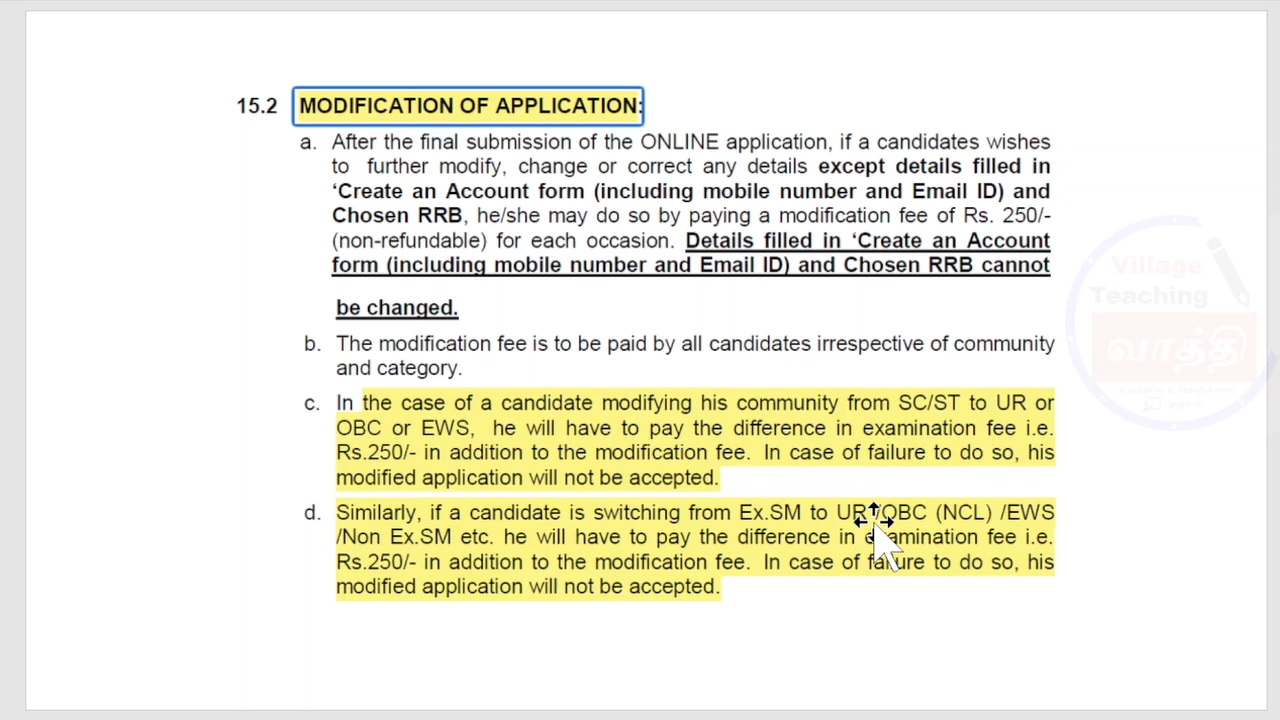 15.2 MODIFICATION OF APPLICATION:
a. After the final submission of the ONLINE application, if a candidates wishes
to further modify, change or correct any details except details filled in
‘Create an Account form (including mobile number and Email ID) and
Chosen RRB, he/she may do so by paying a modification fee of Rs. 250/-
(non-refundable) for each occasion. Details filled in ‘Create an Account
form (including mobile number and Email ID) and Chosen RRB cannot
be changed.
b. The modification fee is to be paid by all candidates irrespective of community
and category.
c. In the case of a candidate modifying his community from SC/ST to UR or
OBC or EWS, he will have to pay the difference in examination fee i.e.
Rs.250/- in addition to the modification fee. In case of failure to do so, his
modified application will not be accepted.
d. Similarly, if a candidate is switching from Ex.SM to UR /OBC (NCL) /EWS
/Non Ex.SM etc. he will have to pay the difference in examination fee i.e.
Rs.250/- in addition to the modification fee. In case of failure to do so, his
modified application will not be accepted.
Village
Teaching
வாத்தி